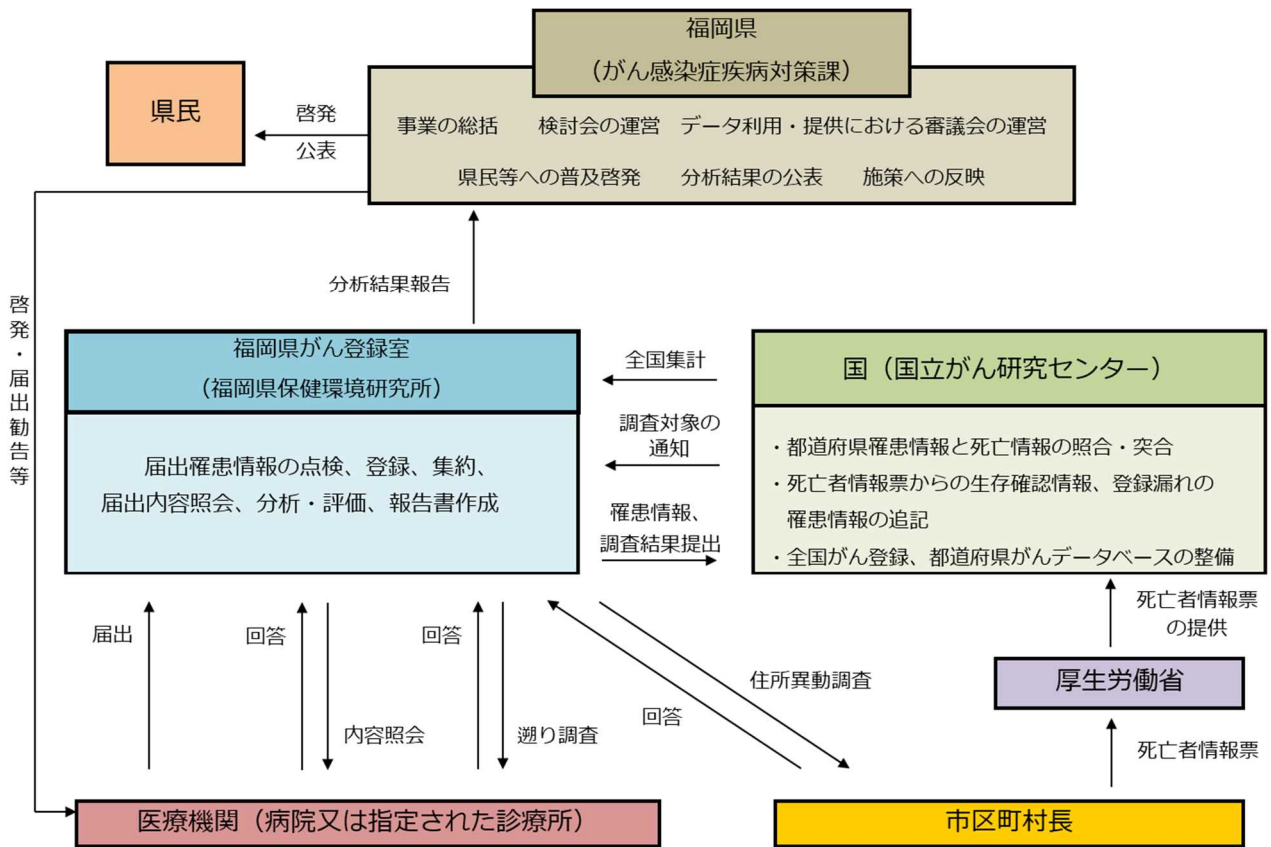 福岡県
（がん感染症疾病対策課）
県民
啓発
公表
事業の総括　検討会の運営　データ利用・提供における審議会の運営
県民等への普及啓発　分析結果の公表　施策への反映
分析結果報告
啓発・届出勧告等
福岡県がん登録室
（福岡県保健環境研究所）
届出罹患情報の点検、登録、集約、
届出内容照会、分析・評価、報告書作成
全国集計
調査対象の
通知
罹患情報、
調査結果提出
国（国立がん研究センター）
・都道府県罹患情報と死亡情報の照合・突合
・死亡者情報票からの生存確認情報、登録漏れの
罹患情報の追記
・全国がん登録、都道府県がんデータベースの整備
届出
回答
内容照会
回答
遡り調査
住所異動調査
回答
死亡者情報票
の提供
厚生労働省
死亡者情報票
医療機関（病院又は指定された診療所）
市区町村長